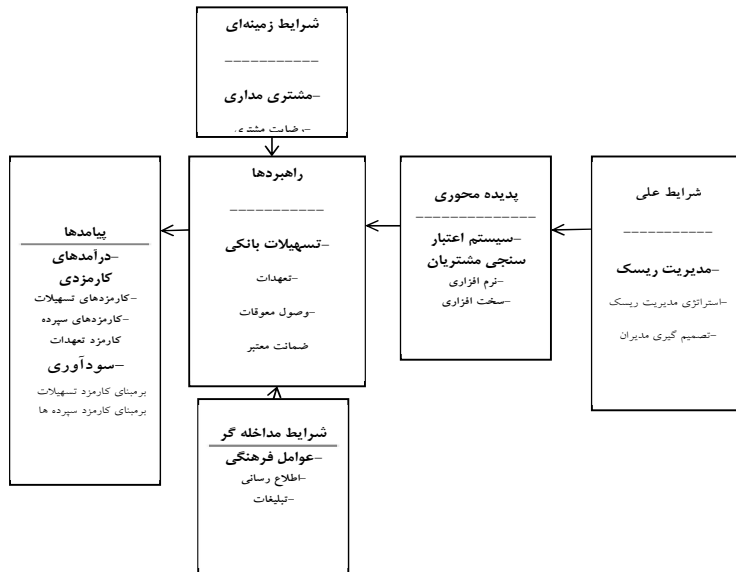 شرایط زمینه‌ای
-----------
–مشتری مداری
–رضایت مشتری
شرایط علی
-----------
–مدیریت ریسک
–استراتژی مدیریت ریسک
–تصمیم گیری مدیران
پدیده محوری
--------------
–سیستم اعتبار
سنجی مشتریان
–نرم افزاری
–سخت افزاری
راهبردها
-----------
–تسهیلات بانکی
–تعهدات
–وصول معوقات
ضمانت معتبر
پیامدها
–درآمدهای
کارمزدی
–کارمزدهای تسهیلات
–کارمزدهای سپرده
کارمزد تعهدات
–سودآوری
برمبنای کارمزد تسهیلات
برمبنای کارمزد سپرده ها
شرایط مداخله گر
–عوامل فرهنگی
–اطلاع رسانی
–تبلیغات